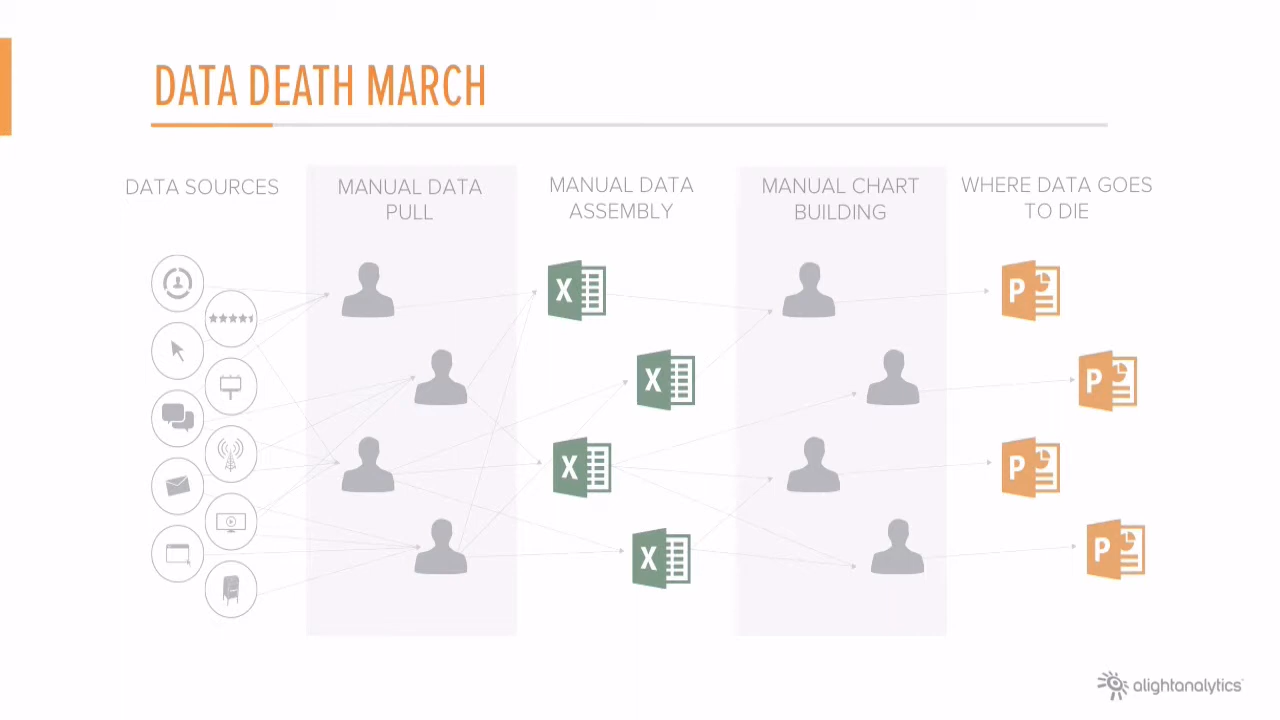 DATA DEATH MARCH
DATA SOURCES
MANUAL DATA
PULL
MANUAL DATA
ASSEMBLY
MANUAL CHART
BUILDING
WHERE DATA GOES
TO DIE
X
X
X
X
P
P
P
P
alightanalytics